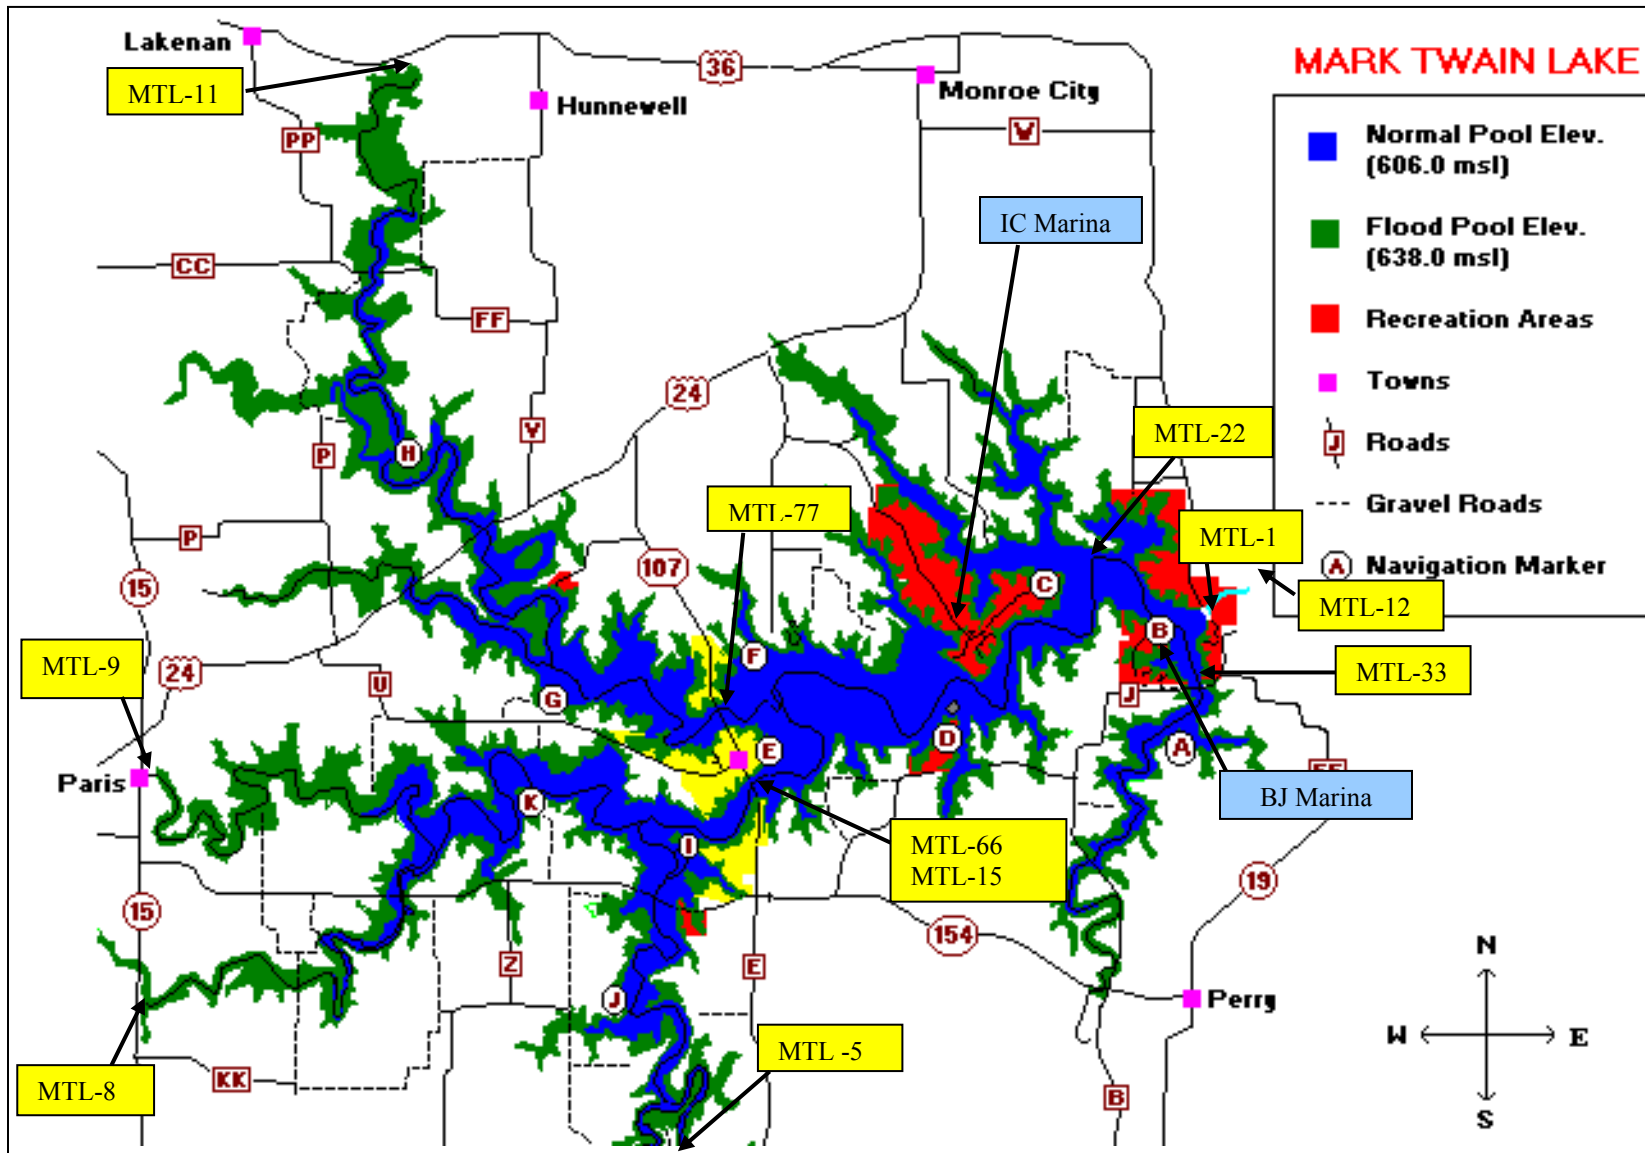 Lakenan
MTL-11
36
Monroe City
MARK TWAIN LAKE
Hunnewell
PP
W
Normal Pool Elev.
(606.0 msl)
IC Marina
Flood Pool Elev.
(638.0 msl)
CC
FF
Recreation Areas
24
Towns
V
MTL-22
J
Roads
P
H
MTL-77
Gravel Roads
P
MTL-1
107
15
C
A
Navigation Marker
MTL-12
B
MTL-9
24
F
MTL-33
U
G
J
D
E
A
Paris
BJ Marina
K
I
MTL-66
MTL-15
19
15
154
N
Z
E
J
Perry
W
E
MTL -5
KK
MTL-8
B
S